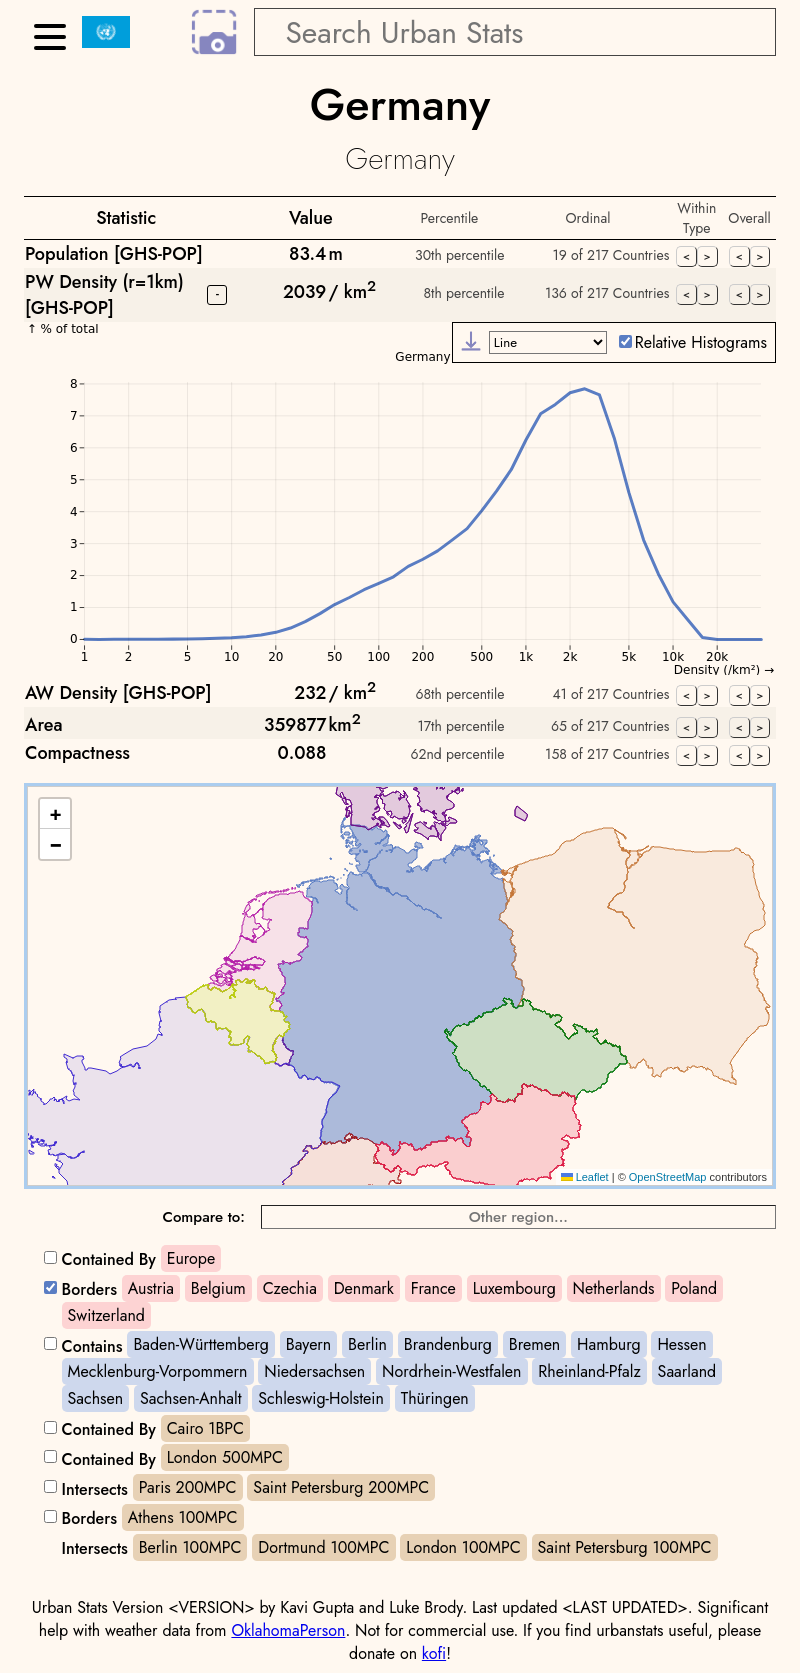 Search Urban Stats
Germany
Germany
Statistic Value Percentile Ordinal Within Type Overall
Population [GHS-POP] 83.4 m 30th percentile 19 of 217 Countries < > < >
PW Density (r=1km) [GHS-POP] - 2039 / km2 8th percentile 136 of 217 Countries < > < >
↑ % of total
Line Relative Histograms
Germany
8
7
6
5
4
3
2
1
0
1 2 5 10 20 50 100 200 500 1k 2k 5k 10k 20k
Density (/km²) →
AW Density [GHS-POP] 232 / km2 68th percentile 41 of 217 Countries < > < >
Area 359877 km2 17th percentile 65 of 217 Countries < > < >
Compactness 0.088 62nd percentile 158 of 217 Countries < > < >
+
−
Leaflet | © OpenStreetMap contributors
Compare to: Other region...
Contained By Europe
Borders Austria Belgium Czechia Denmark France Luxembourg Netherlands Poland
Switzerland
Contains Baden-Württemberg Bayern Berlin Brandenburg Bremen Hamburg Hessen
Mecklenburg-Vorpommern Niedersachsen Nordrhein-Westfalen Rheinland-Pfalz Saarland
Sachsen Sachsen-Anhalt Schleswig-Holstein Thüringen
Contained By Cairo 1BPC
Contained By London 500MPC
Intersects Paris 200MPC Saint Petersburg 200MPC
Borders Athens 100MPC
Intersects Berlin 100MPC Dortmund 100MPC London 100MPC Saint Petersburg 100MPC
Urban Stats Version <VERSION> by Kavi Gupta and Luke Brody. Last updated <LAST UPDATED>. Significant
help with weather data from OklahomaPerson. Not for commercial use. If you find urbanstats useful, please
donate on kofi!